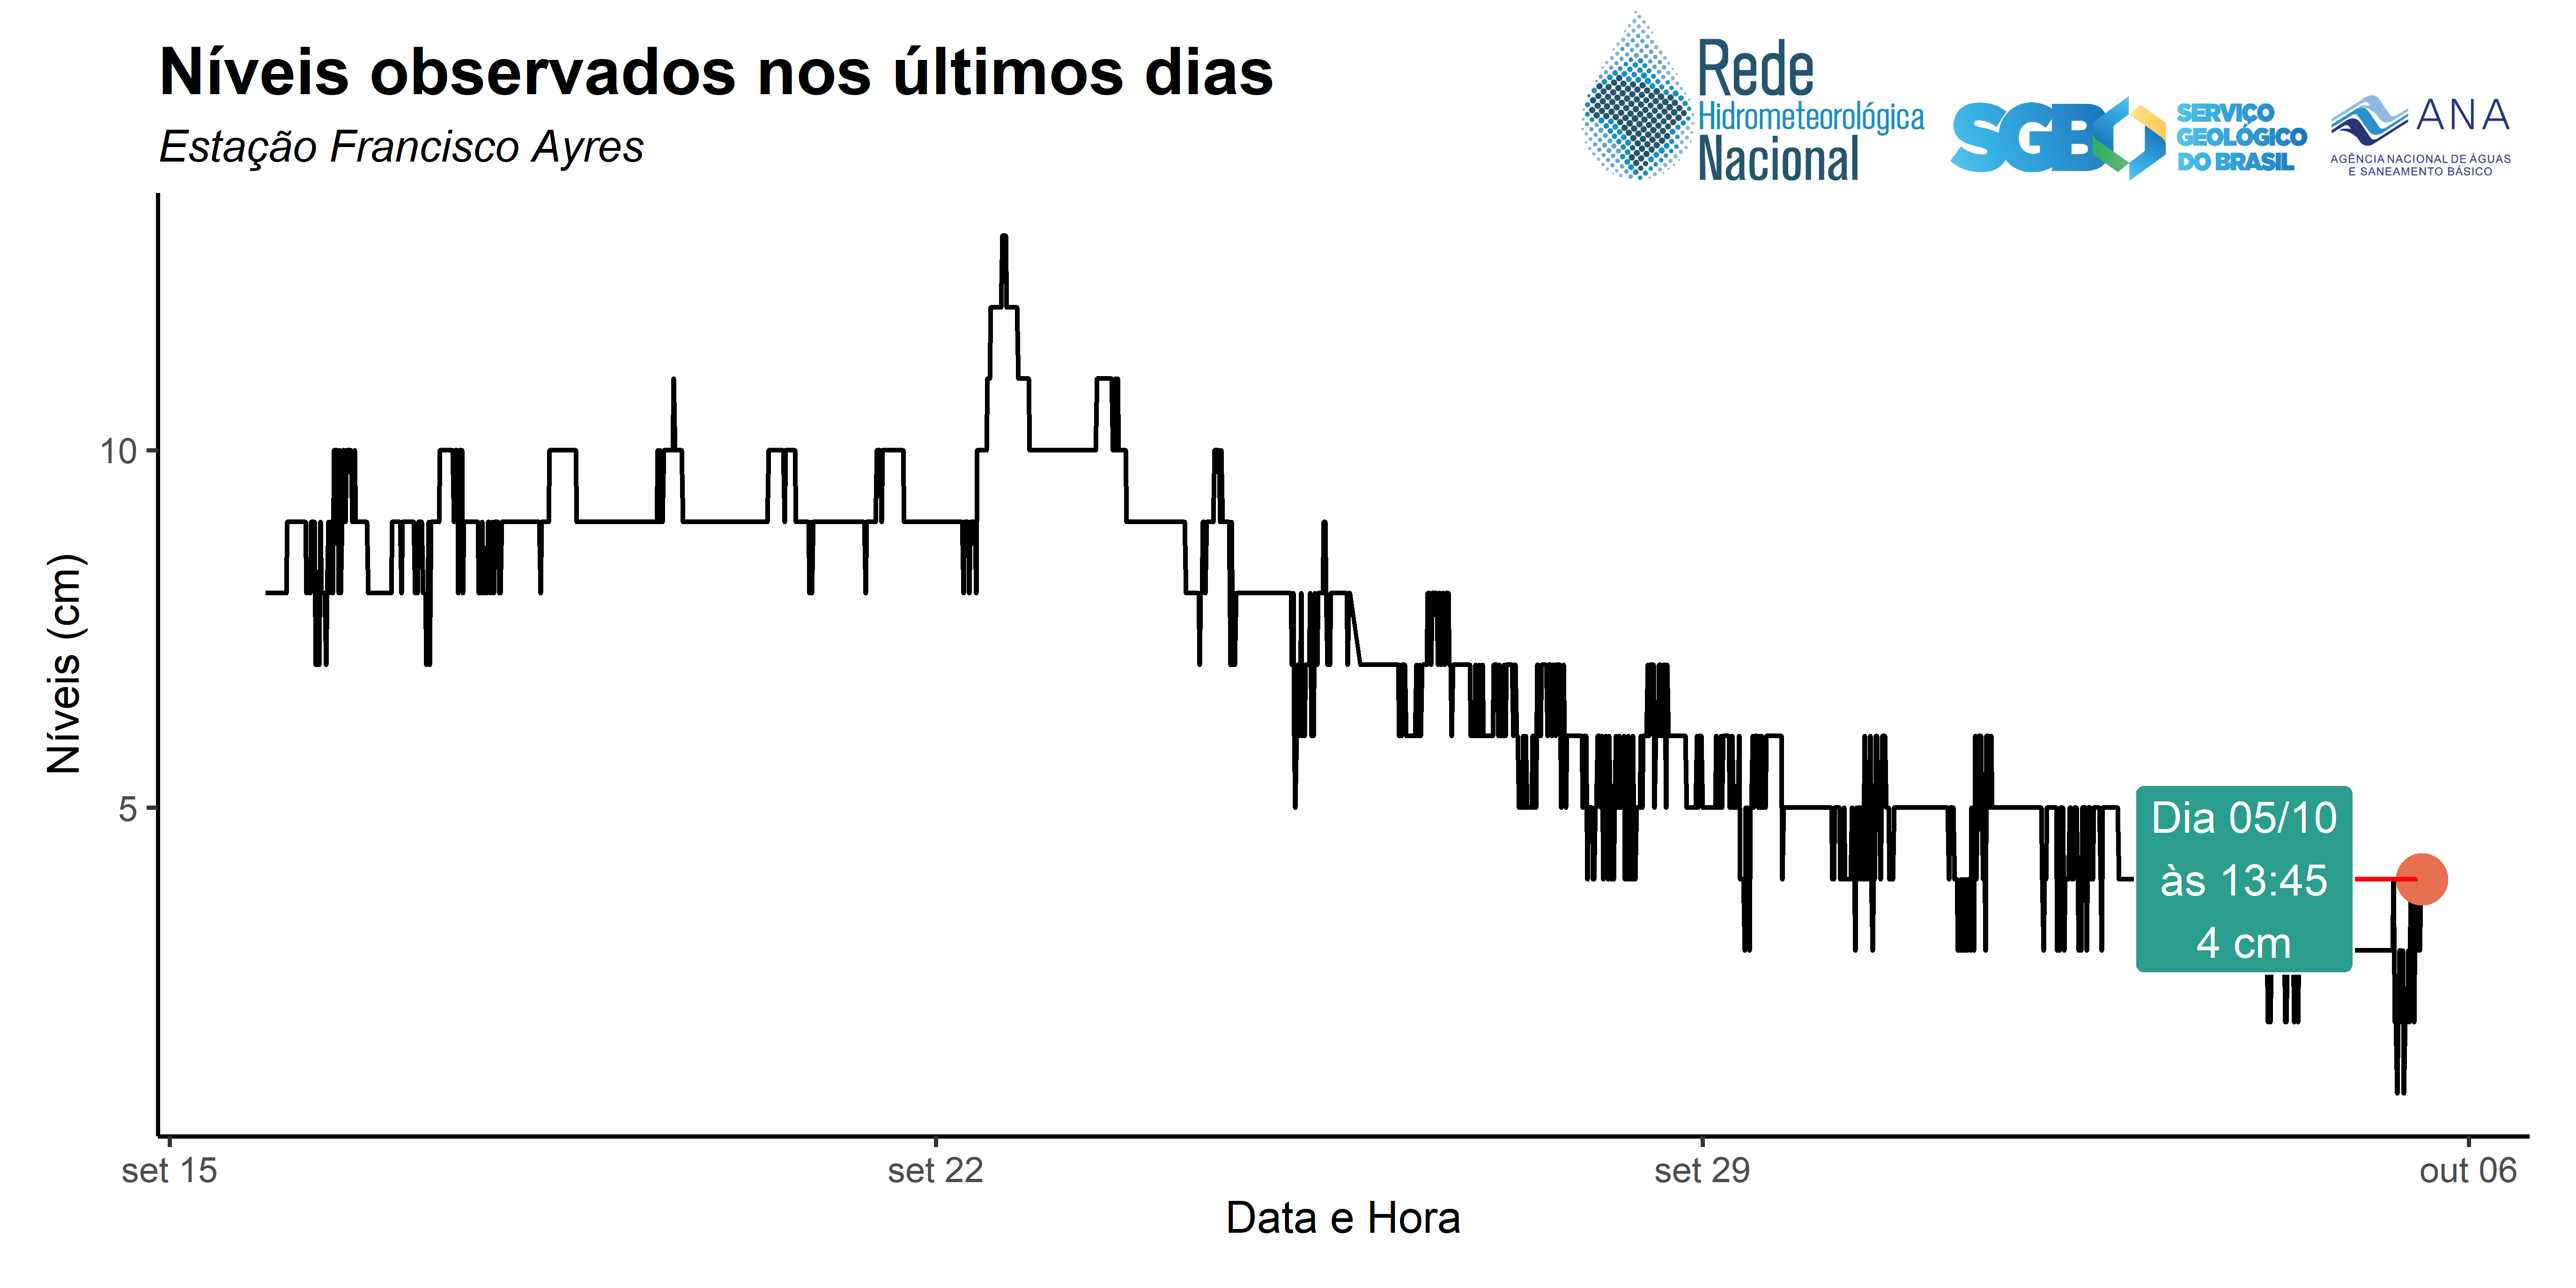 Níveis observados nos últimos dias
Estação Francisco Ayres
Rede
Hidrometeorológica
Nacional
SGB
SERVIÇO
GEOLÓGICO
DO BRASIL
ANA
AGÊNCIA NACIONAL DE ÁGUAS
E SANEAMENTO BÁSICO
Níveis (cm)
10
5
Dia 05/10
às 13:45
4 cm
set 15
set 22
set 29
out 06
Data e Hora